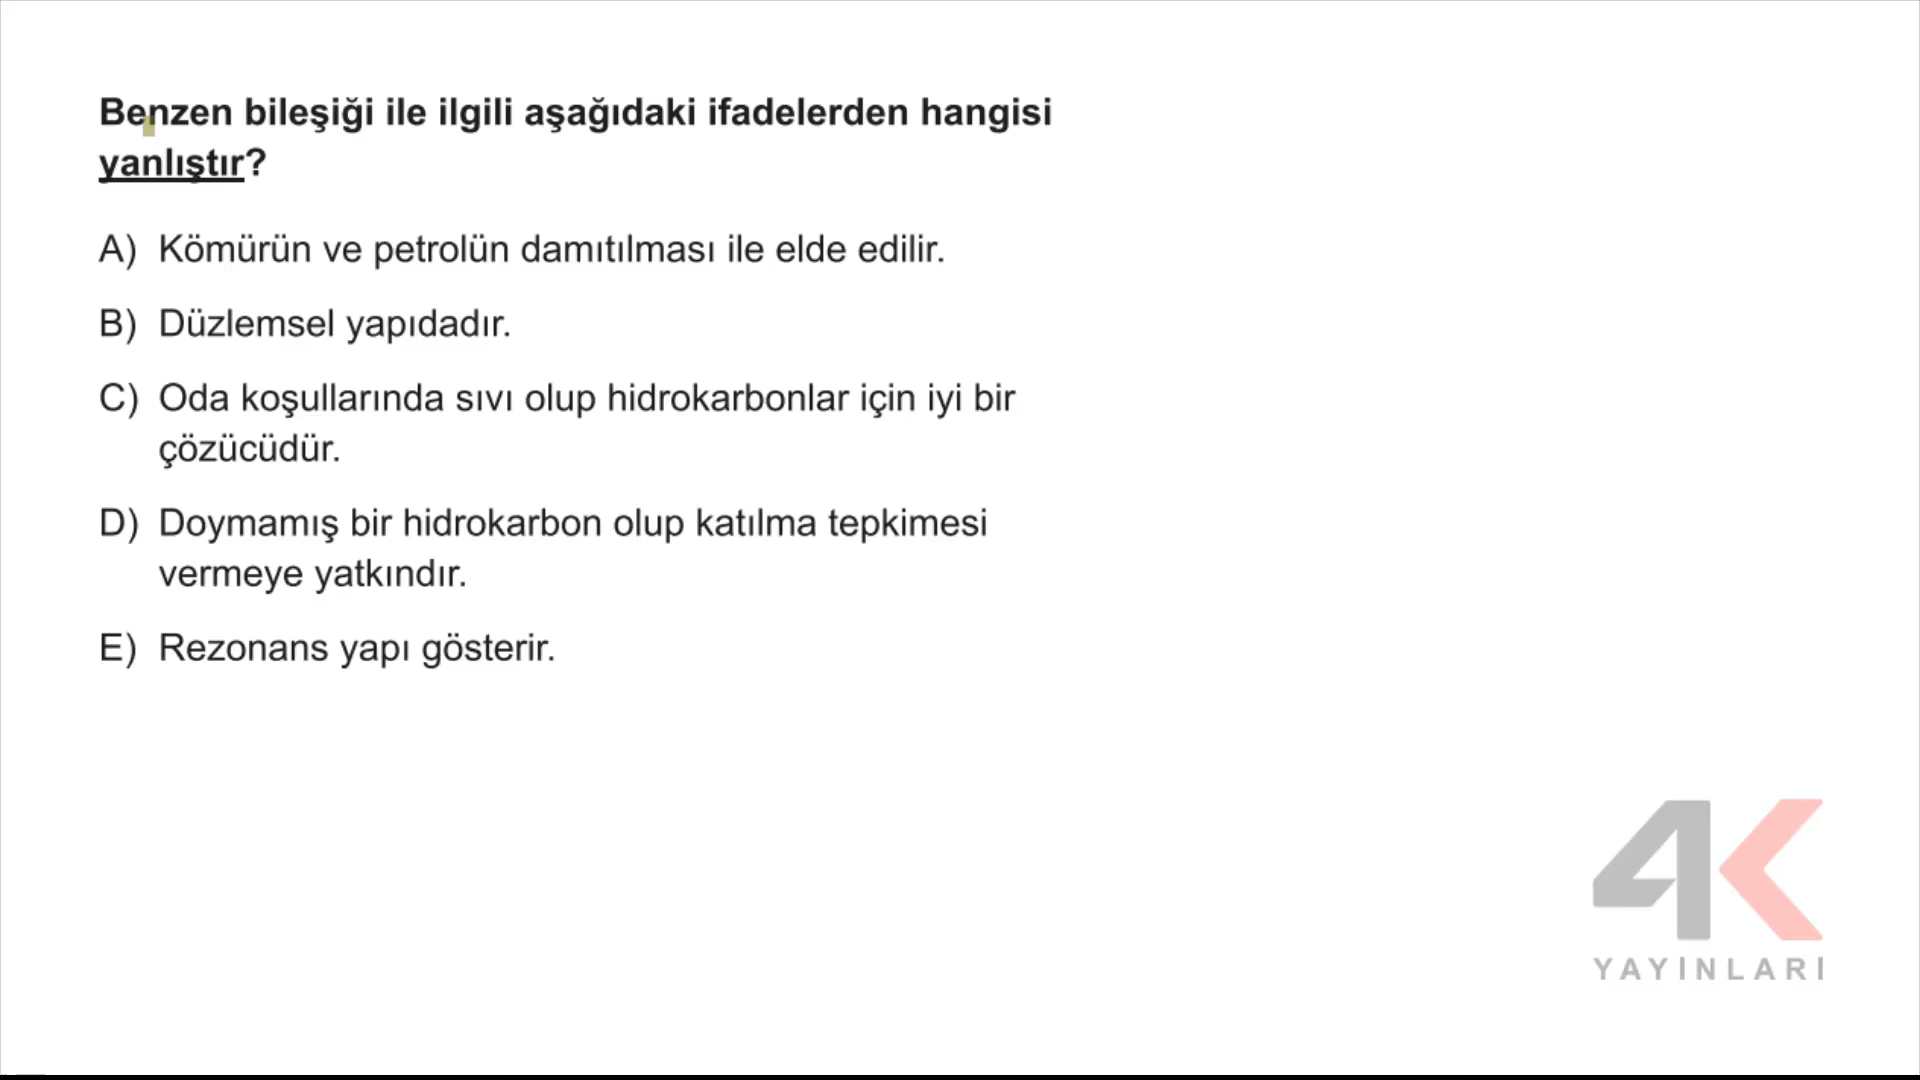 Benzen bileşiği ile ilgili aşağıdaki ifadelerden hangisi
yanlıştır?
A) Kömürün ve petrolün damıtılması ile elde edilir.
B) Düzlemsel yapıdadır.
C) Oda koşullarında sıvı olup hidrokarbonlar için iyi bir
çözücüdür.
D) Doymamış bir hidrokarbon olup katılma tepkimesi
vermeye yatkındır.
E) Rezonans yapı gösterir.
4K
YAYINLARI